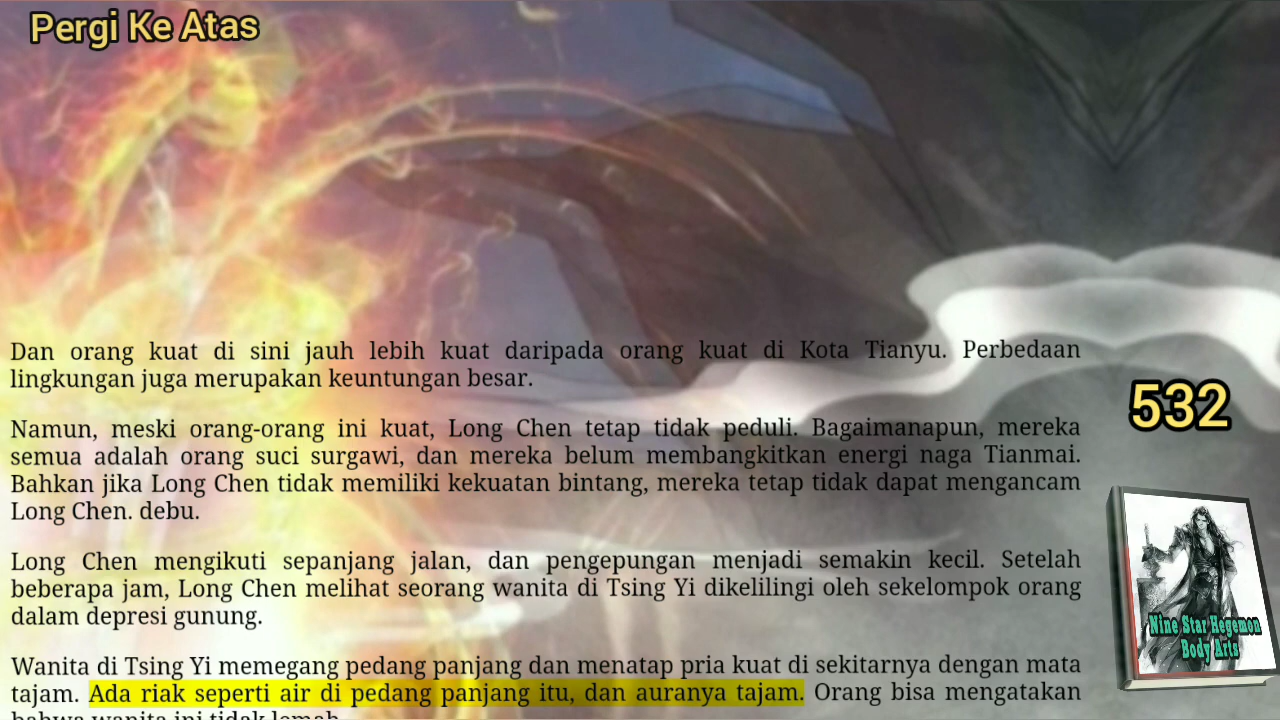 Pergi Ke Atas
Dan orang kuat di sini jauh lebih kuat daripada orang kuat di Kota Tianyu. Perbedaan
lingkungan juga merupakan keuntungan besar.
Namun, meski orang-orang ini kuat, Long Chen tetap tidak peduli. Bagaimanapun, mereka
semua adalah orang suci surgawi, dan mereka belum membangkitkan energi naga Tianmai.
Bahkan jika Long Chen tidak memiliki kekuatan bintang, mereka tetap tidak dapat mengancam
Long Chen. debu.
Long Chen mengikuti sepanjang jalan, dan pengepungan menjadi semakin kecil. Setelah
beberapa jam, Long Chen melihat seorang wanita di Tsing Yi dikelilingi oleh sekelompok orang
dalam depresi gunung.
Wanita di Tsing Yi memegang pedang panjang dan menatap pria kuat di sekitarnya dengan mata
tajam. Ada riak seperti air di pedang panjang itu, dan auranya tajam. Orang bisa mengatakan
bahwa wanita ini tidak lemah.
532
Nine Star Hegemon
Body Arts